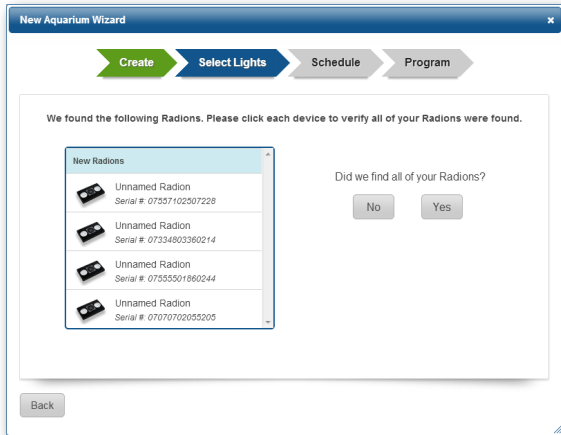 New Aquarium Wizard
Create Select Lights Schedule Program
We found the following Radions. Please click each device to verify all of your Radions were found.
New Radions
Unnamed Radion
Serial #: 07557102507228
Unnamed Radion
Serial #: 07334803360214
Unnamed Radion
Serial #: 07555501860244
Unnamed Radion
Serial #: 07070702055205
Did we find all of your Radions?
No Yes
Back